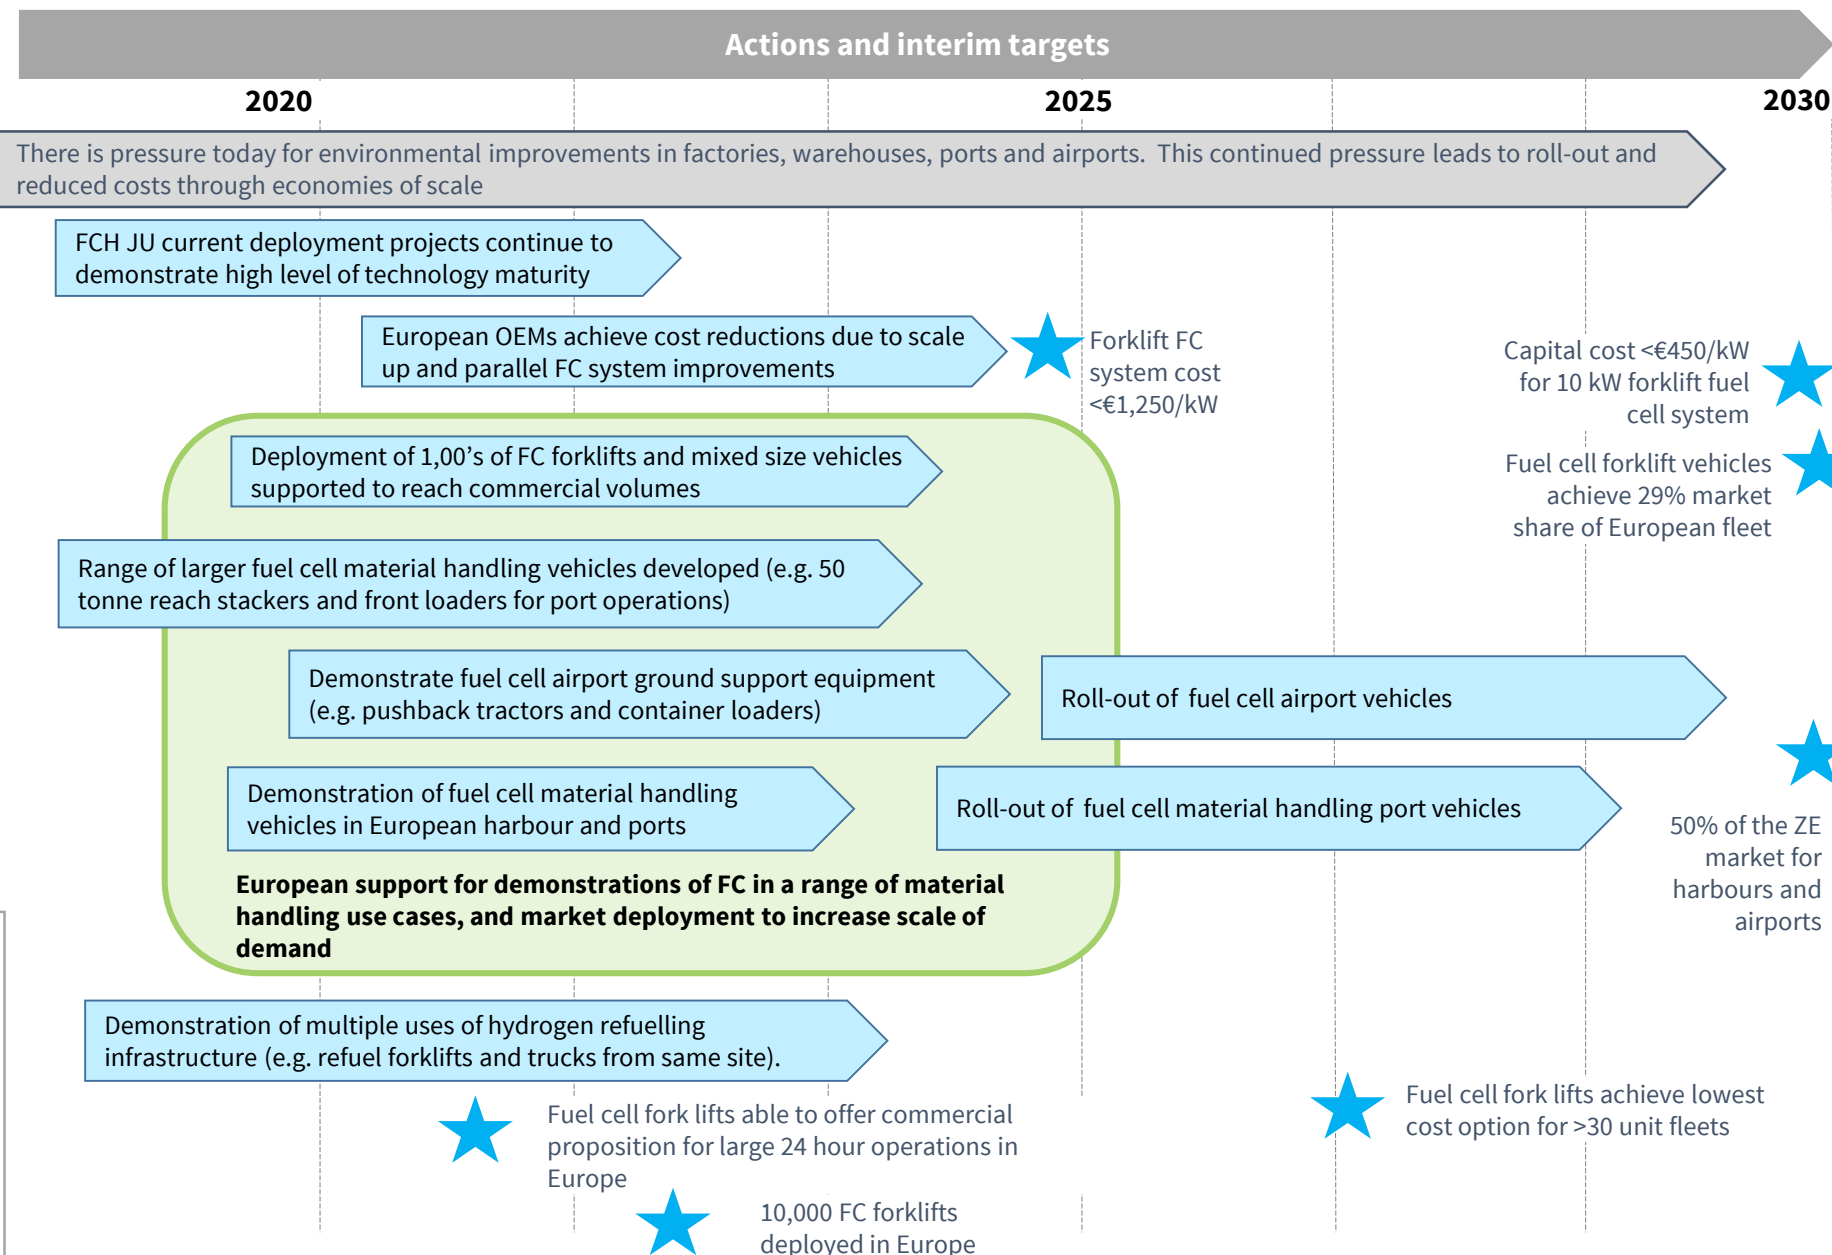 Actions and interim targets
2020
2025
2030
There is pressure today for environmental improvements in factories, warehouses, ports and airports.  This continued pressure leads to roll-out and
reduced costs through economies of scale
FCH JU current deployment projects continue to
demonstrate high level of technology maturity
European OEMs achieve cost reductions due to scale
up and parallel FC system improvements
Forklift FC
system cost
<€1,250/kW
Capital cost <€450/kW
for 10 kW forklift fuel
cell system
Deployment of 1,00’s of FC forklifts and mixed size vehicles
supported to reach commercial volumes
Fuel cell forklift vehicles
achieve 29% market
share of European fleet
Range of larger fuel cell material handling vehicles developed (e.g. 50
tonne reach stackers and front loaders for port operations)
Demonstrate fuel cell airport ground support equipment
(e.g. pushback tractors and container loaders)
Roll-out of  fuel cell airport vehicles
Demonstration of fuel cell material handling
vehicles in European harbour and ports
Roll-out of  fuel cell material handling port vehicles
50% of the ZE
market for
harbours and
airports
European support for demonstrations of FC in a range of material
handling use cases, and market deployment to increase scale of
demand
Demonstration of multiple uses of hydrogen refuelling
infrastructure (e.g. refuel forklifts and trucks from same site).
Fuel cell fork lifts able to offer commercial
proposition for large 24 hour operations in
Europe
Fuel cell fork lifts achieve lowest
cost option for >30 unit fleets
10,000 FC forklifts
deployed in Europe